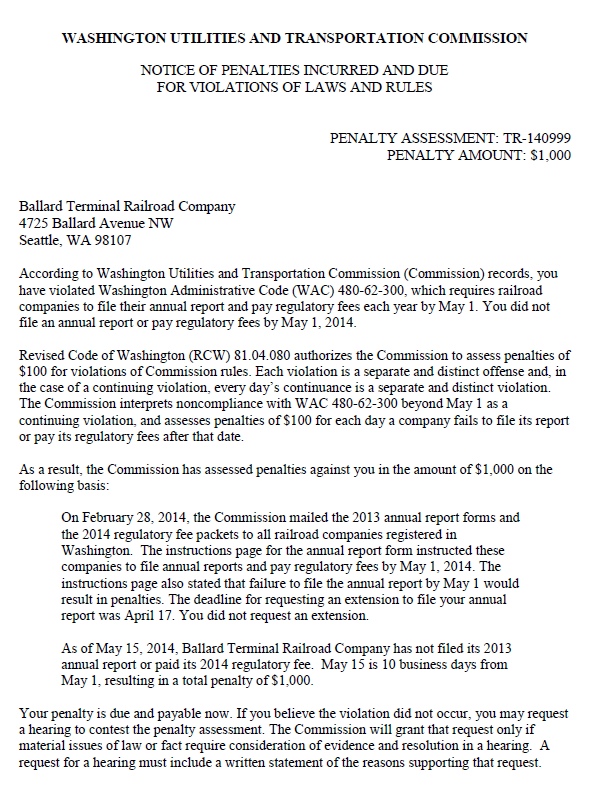 WASHINGTON UTILITIES AND TRANSPORTATION COMMISSION
NOTICE OF PENALTIES INCURRED AND DUE
FOR VIOLATIONS OF LAWS AND RULES
PENALTY ASSESSMENT: TR-140999
PENALTY AMOUNT: $1,000
Ballard Terminal Railroad Company
4725 Ballard Avenue NW
Seattle, WA 98107
According to Washington Utilities and Transportation Commission (Commission) records, you
have violated Washington Administrative Code (WAC) 480-62-300, which requires railroad
companies to file their annual report and pay regulatory fees each year by May 1. You did not
file an annual report or pay regulatory fees by May 1, 2014.
Revised Code of Washington (RCW) 81.04.080 authorizes the Commission to assess penalties of
$100 for violations of Commission rules. Each violation is a separate and distinct offense and, in
the case of a continuing violation, every day's continuance is a separate and distinct violation.
The Commission interprets noncompliance with WAC 480-62-300 beyond May 1 as a
continuing violation, and assesses penalties of $100 for each day a company fails to file its report
or pay its regulatory fees after that date.
As a result, the Commission has assessed penalties against you in the amount of $1,000 on the
following basis:
On February 28, 2014, the Commission mailed the 2013 annual report forms and
the 2014 regulatory fee packets to all railroad companies registered in
Washington. The instructions page for the annual report form instructed these
companies to file annual reports and pay regulatory fees by May 1, 2014. The
instructions page also stated that failure to file the annual report by May 1 would
result in penalties. The deadline for requesting an extension to file your annual
report was April 17. You did not request an extension.
As of May 15, 2014, Ballard Terminal Railroad Company has not filed its 2013
annual report or paid its 2014 regulatory fee. May 15 is 10 business days from
May 1, resulting in a total penalty of $1,000.
Your penalty is due and payable now. If you believe the violation did not occur, you may request
a hearing to contest the penalty assessment. The Commission will grant that request only if
material issues of law or fact require consideration of evidence and resolution in a hearing. A
request for a hearing must include a written statement of the reasons supporting that request.